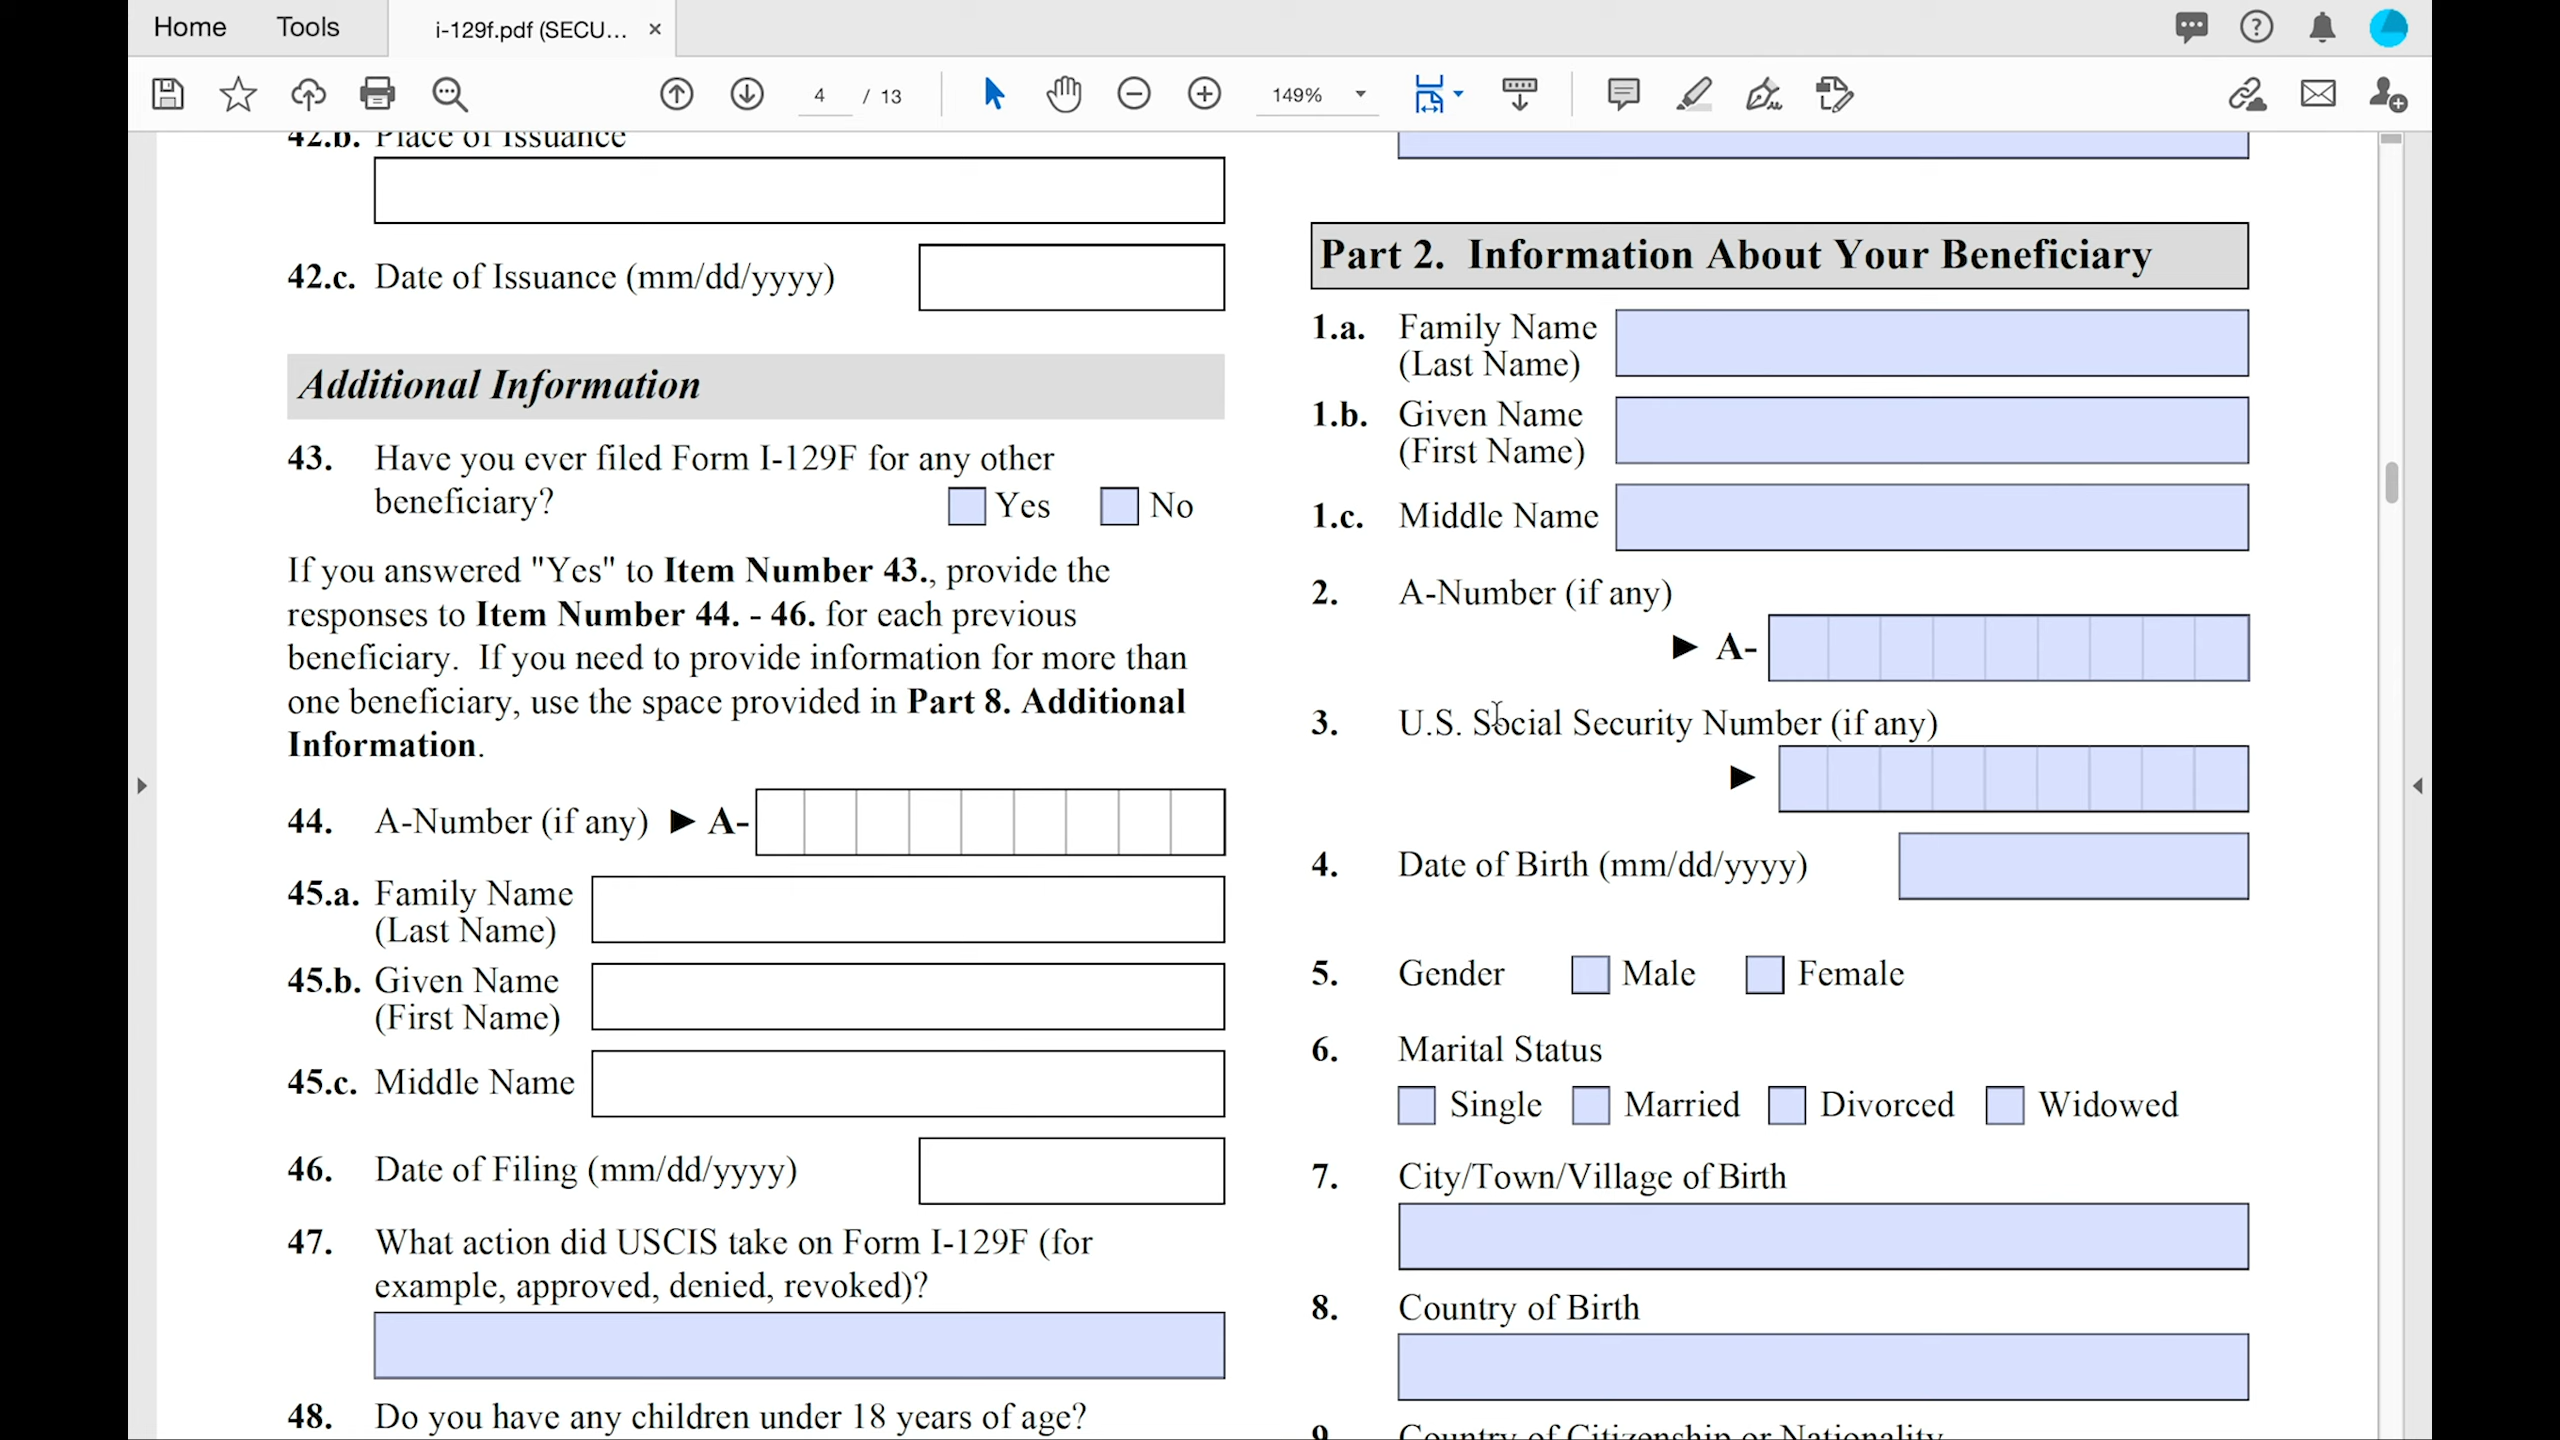 Home Tools i-129f.pdf (SECU... ×
4 / 13 149%
42.b. Place of Issuance
42.c. Date of Issuance (mm/dd/yyyy)
Additional Information
43. Have you ever filed Form I-129F for any other
beneficiary? Yes No
If you answered "Yes" to Item Number 43., provide the
responses to Item Number 44. - 46. for each previous
beneficiary. If you need to provide information for more than
one beneficiary, use the space provided in Part 8. Additional
Information.
44. A-Number (if any) ► A-
45.a. Family Name
(Last Name)
45.b. Given Name
(First Name)
45.c. Middle Name
46. Date of Filing (mm/dd/yyyy)
47. What action did USCIS take on Form I-129F (for
example, approved, denied, revoked)?
48. Do you have any children under 18 years of age?
Part 2. Information About Your Beneficiary
1.a. Family Name
(Last Name)
1.b. Given Name
(First Name)
1.c. Middle Name
2. A-Number (if any)
► A-
3. U.S. Social Security Number (if any)
►
4. Date of Birth (mm/dd/yyyy)
5. Gender Male Female
6. Marital Status
Single Married Divorced Widowed
7. City/Town/Village of Birth
8. Country of Birth
9. Country of Citizenship or Nationality